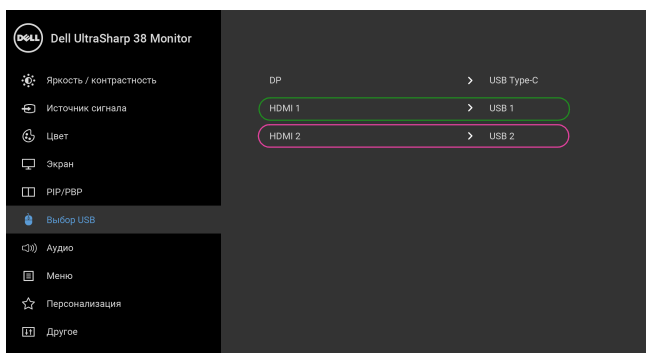 DELL Dell UltraSharp 38 Monitor
Яркость / контрастность
DP USB Type-C
Источник сигнала
HDMI 1 USB 1
Цвет
HDMI 2 USB 2
Экран
PIP/PBP
Выбор USB
Аудио
Меню
Персонализация
Другое